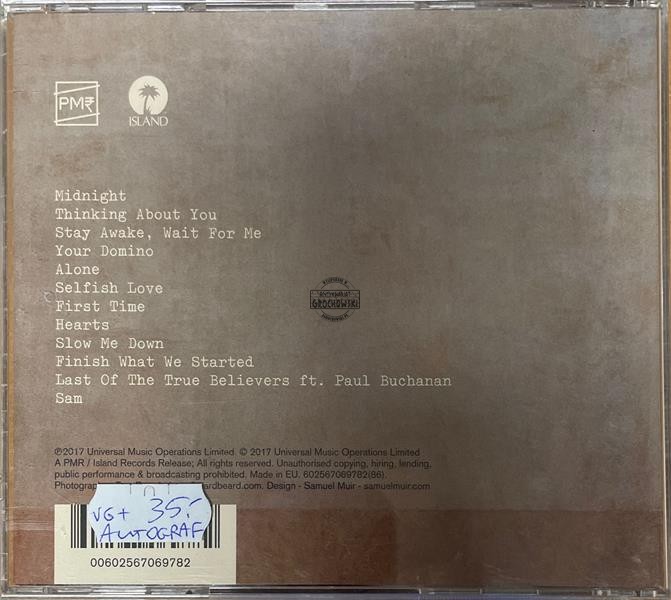 PMR
ISLAND
Midnight
Thinking About You
Stay Awake, Wait For Me
Your Domino
Alone
Selfish Love
First Time
Hearts
Slow Me Down
Finish What We Started
Last Of The True Believers ft. Paul Buchanan
Sam
GROCHOWSKI
℗2017 Universal Music Operations Limited. © 2017 Universal Music Operations Limited
A PMR / Island Records Release; All rights reserved. Unauthorised copying, hiring, lending,
public performance & broadcasting prohibited. Made in EU. 602567069782(86).
ardbeard.com. Design - Samuel Muir - samuelmuir.com
VG+ 35,-
AUTOGRAF
00602567069782